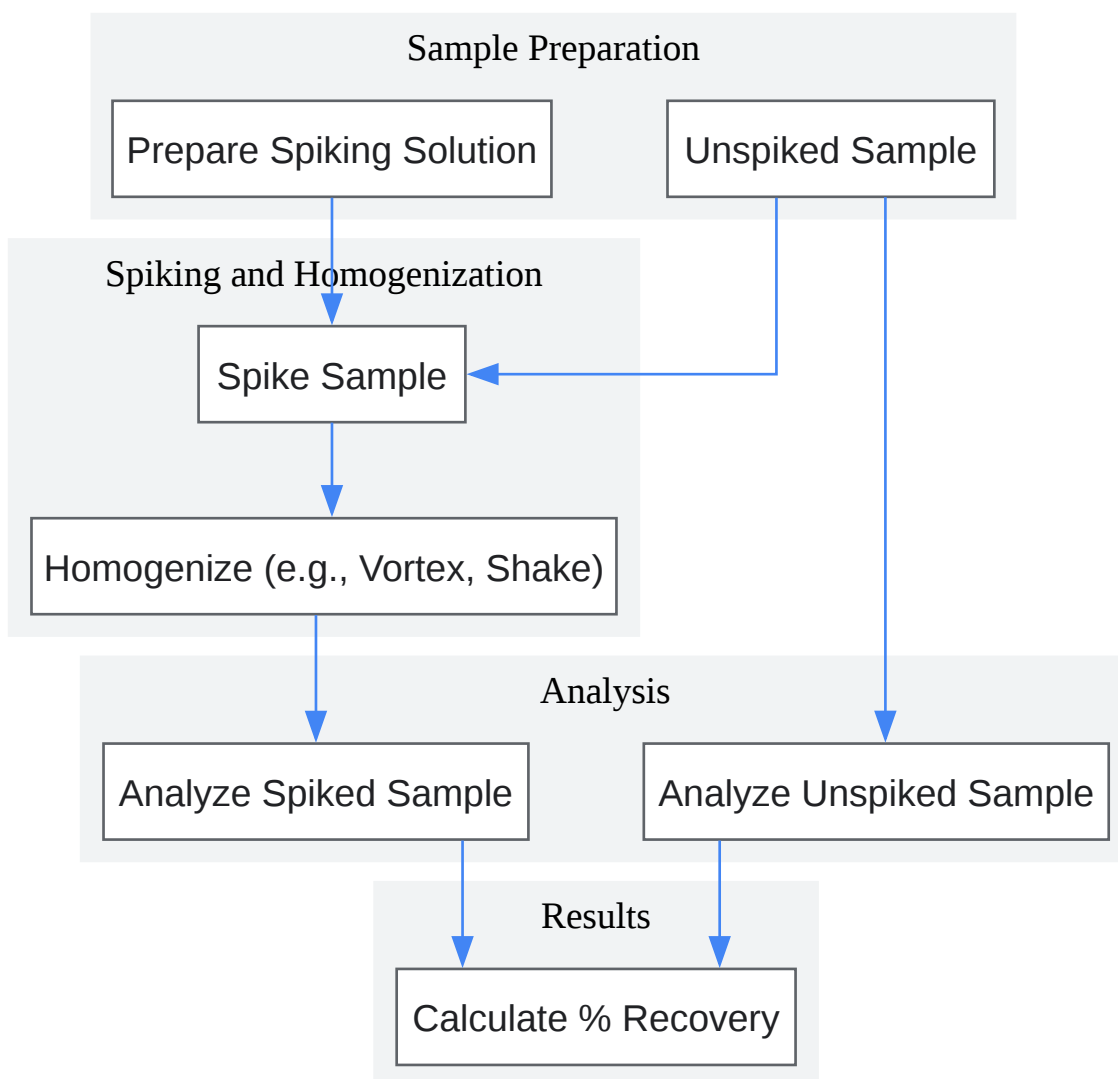 Sample Preparation
Prepare Spiking Solution
Unspiked Sample
Spiking and Homogenization
Spike Sample
Homogenize (e.g., Vortex, Shake)
Analysis
Analyze Spiked Sample
Analyze Unspiked Sample
Results
Calculate % Recovery